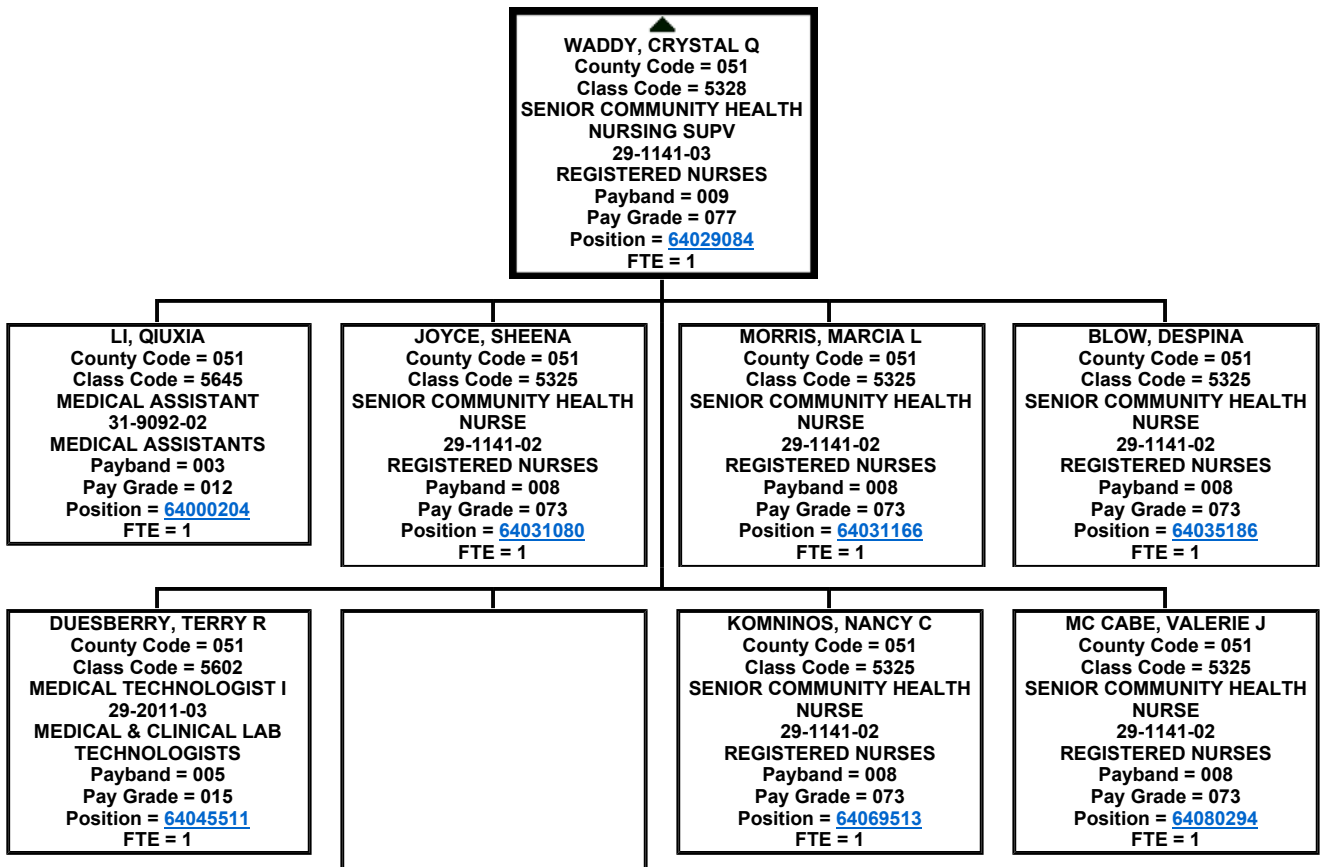 WADDY, CRYSTAL Q
County Code = 051
Class Code = 5328
SENIOR COMMUNITY HEALTH
NURSING SUPV
29-1141-03
REGISTERED NURSES
Payband = 009
Pay Grade = 077
Position = 64029084
FTE = 1
LI, QIUXIA
County Code = 051
Class Code = 5645
MEDICAL ASSISTANT
31-9092-02
MEDICAL ASSISTANTS
Payband = 003
Pay Grade = 012
Position = 64000204
FTE = 1
JOYCE, SHEENA
County Code = 051
Class Code = 5325
SENIOR COMMUNITY HEALTH
NURSE
29-1141-02
REGISTERED NURSES
Payband = 008
Pay Grade = 073
Position = 64031080
FTE = 1
MORRIS, MARCIA L
County Code = 051
Class Code = 5325
SENIOR COMMUNITY HEALTH
NURSE
29-1141-02
REGISTERED NURSES
Payband = 008
Pay Grade = 073
Position = 64031166
FTE = 1
BLOW, DESPINA
County Code = 051
Class Code = 5325
SENIOR COMMUNITY HEALTH
NURSE
29-1141-02
REGISTERED NURSES
Payband = 008
Pay Grade = 073
Position = 64035186
FTE = 1
DUESBERRY, TERRY R
County Code = 051
Class Code = 5602
MEDICAL TECHNOLOGIST I
29-2011-03
MEDICAL & CLINICAL LAB
TECHNOLOGISTS
Payband = 005
Pay Grade = 015
Position = 64045511
FTE = 1
KOMNINOS, NANCY C
County Code = 051
Class Code = 5325
SENIOR COMMUNITY HEALTH
NURSE
29-1141-02
REGISTERED NURSES
Payband = 008
Pay Grade = 073
Position = 64069513
FTE = 1
MC CABE, VALERIE J
County Code = 051
Class Code = 5325
SENIOR COMMUNITY HEALTH
NURSE
29-1141-02
REGISTERED NURSES
Payband = 008
Pay Grade = 073
Position = 64080294
FTE = 1